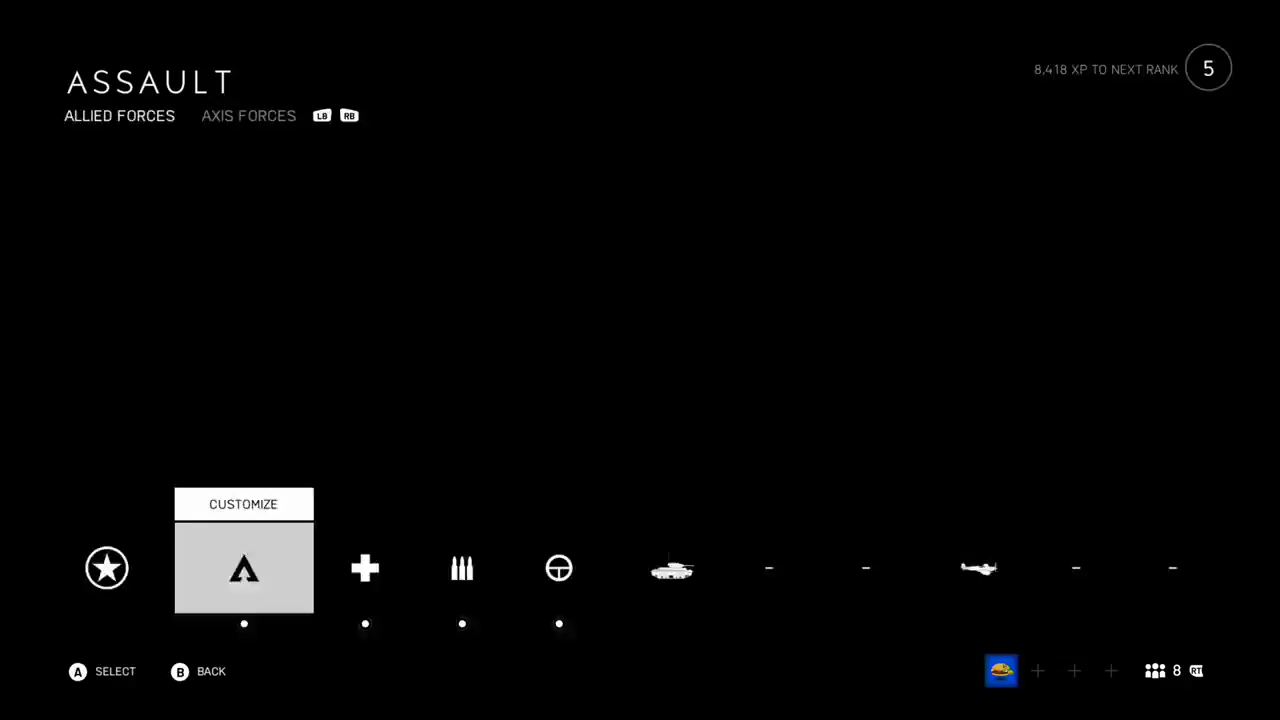 ASSAULT
8,418 XP TO NEXT RANK 5
ALLIED FORCES AXIS FORCES LB RB
CUSTOMIZE
A SELECT B BACK
8 RT